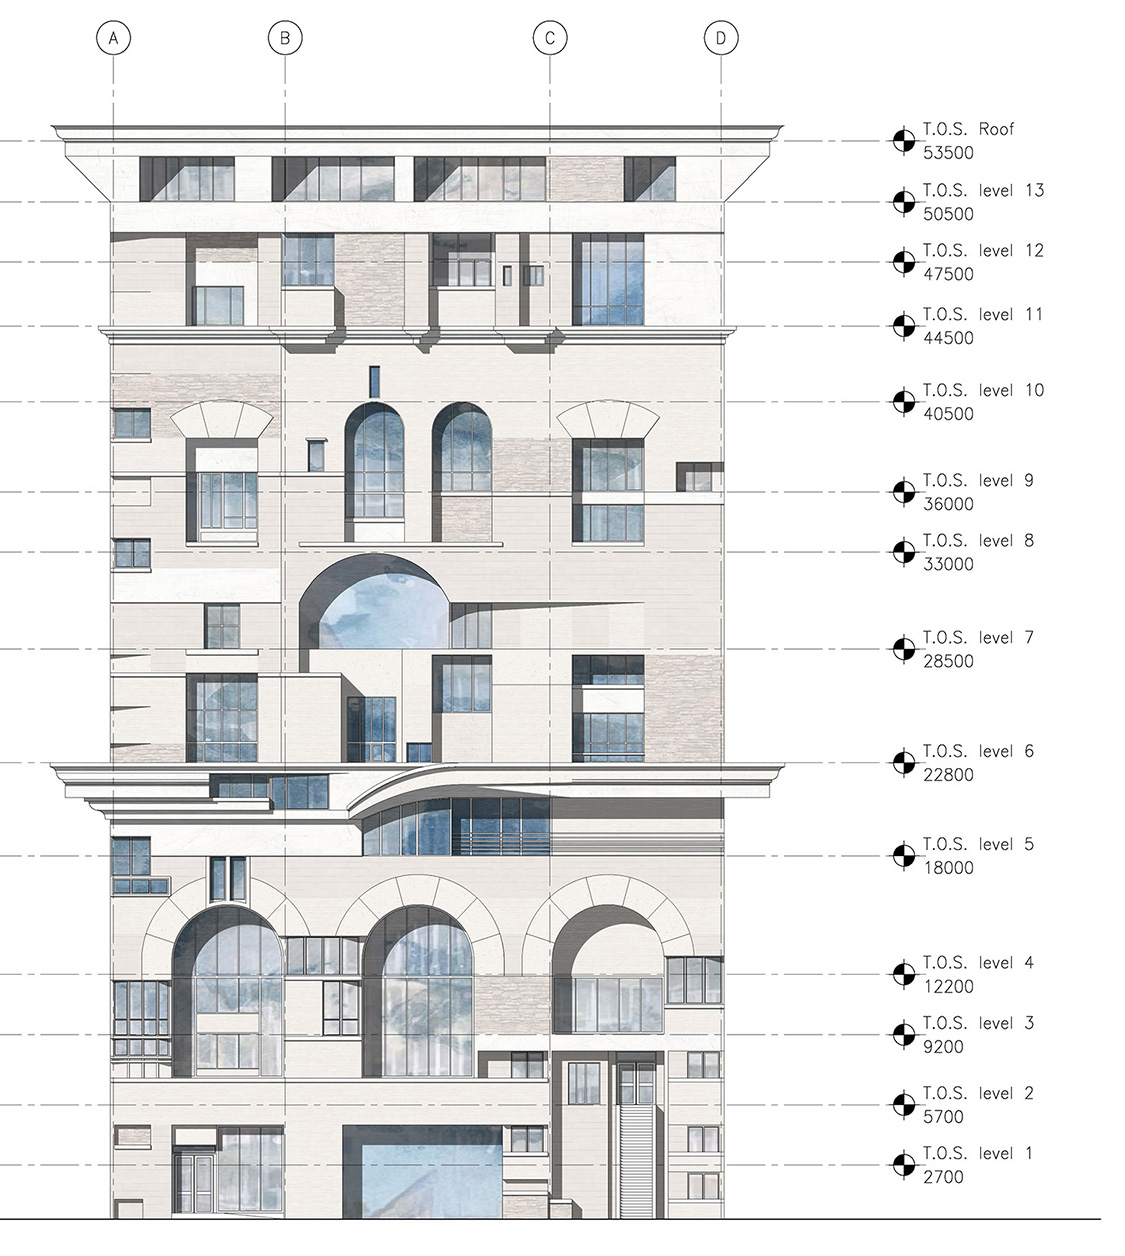 A B C D
T.O.S. Roof
53500
T.O.S. level 13
50500
T.O.S. level 12
47500
T.O.S. level 11
44500
T.O.S. level 10
40500
T.O.S. level 9
36000
T.O.S. level 8
33000
T.O.S. level 7
28500
T.O.S. level 6
22800
T.O.S. level 5
18000
T.O.S. level 4
12200
T.O.S. level 3
9200
T.O.S. level 2
5700
T.O.S. level 1
2700